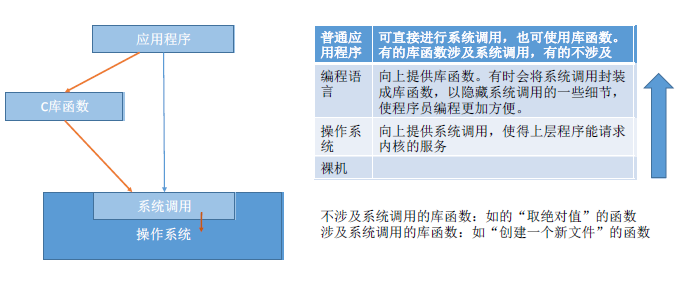 应用程序
C库函数
系统调用
操作系统
普通应用程序
可直接进行系统调用，也可使用库函数。
有的库函数涉及系统调用，有的不涉及
编程语言
向上提供库函数。有时会将系统调用封装
成库函数，以隐藏系统调用的一些细节，
使程序员编程更加方便。
操作系统
向上提供系统调用，使得上层程序能请求
内核的服务
裸机
不涉及系统调用的库函数：如的“取绝对值”的函数
涉及系统调用的库函数：如“创建一个新文件”的函数